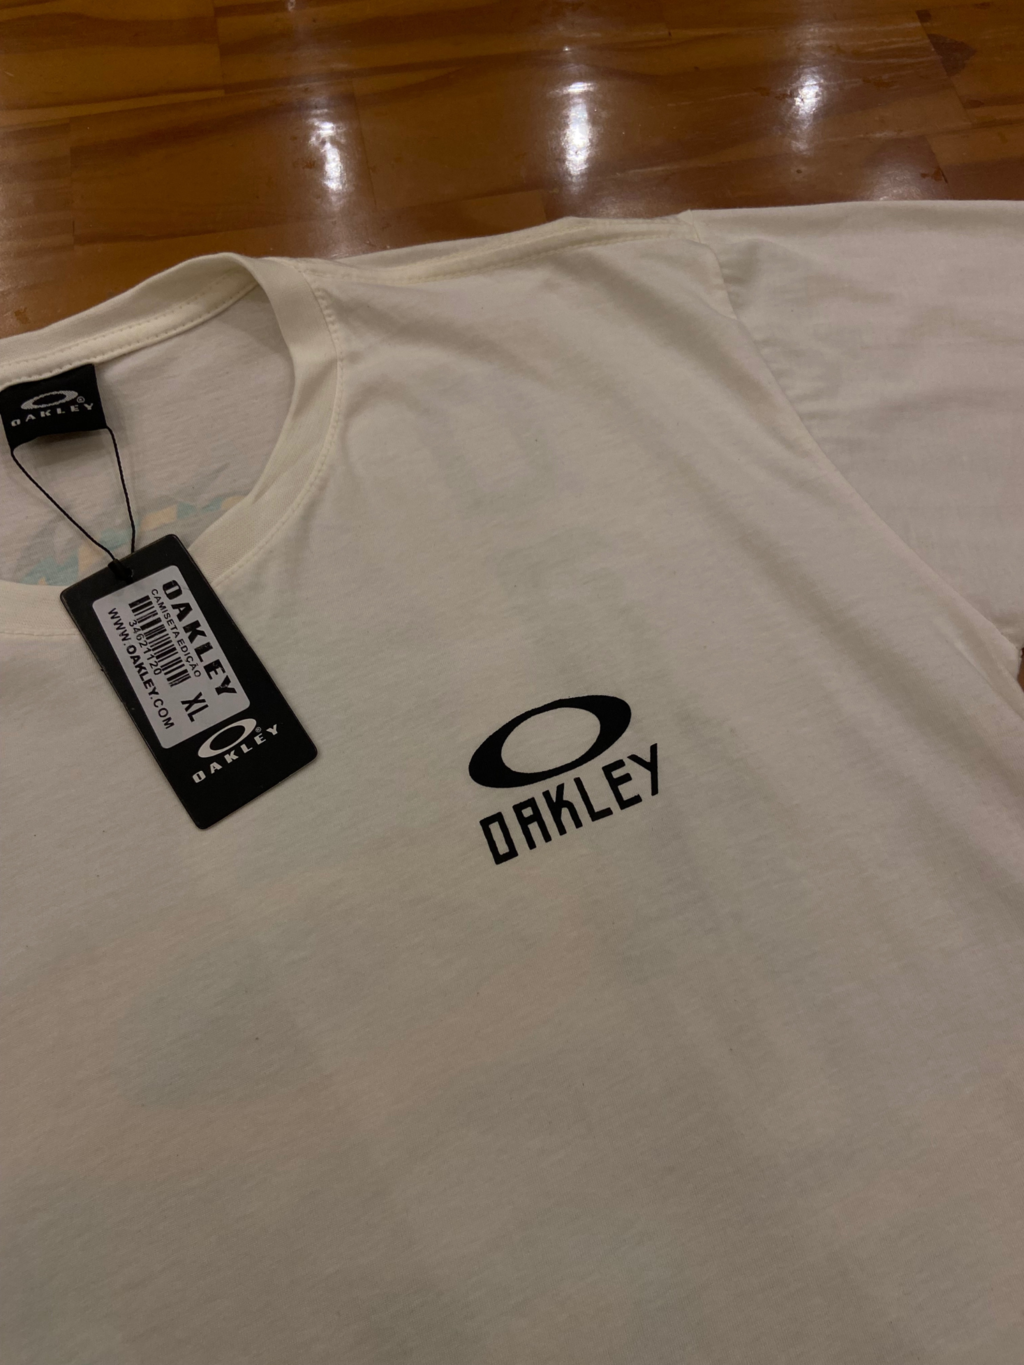 OAKLEY
OAKLEY
CAMISETA EDIÇÃO
34621120
XL
WWW.OAKLEY.COM
OAKLEY
OAKLEY